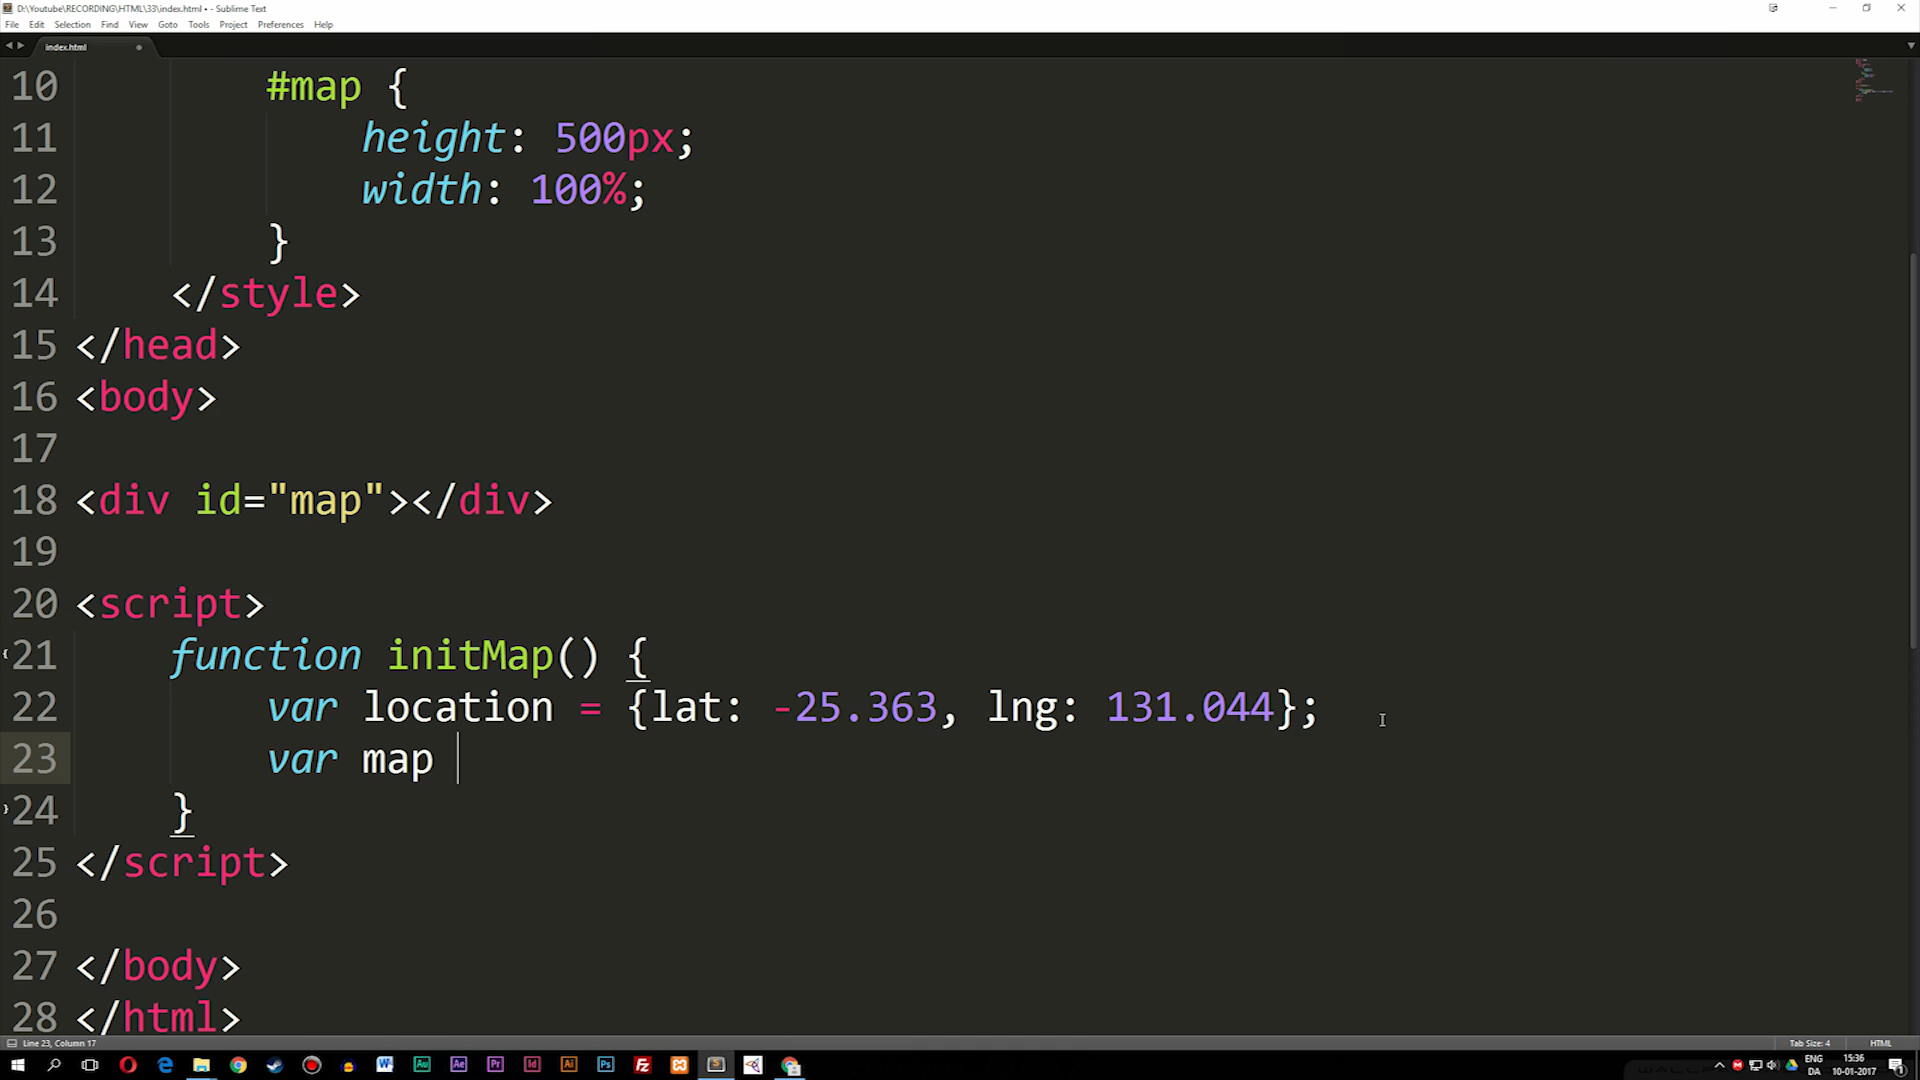 D:\Youtube\RECORDING\HTML\33\index.html • - Sublime Text
File Edit Selection Find View Goto Tools Project Preferences Help
index.html
10 #map {
11 height: 500px;
12 width: 100%;
13 }
14 </style>
15 </head>
16 <body>
17
18 <div id="map"></div>
19
20 <script>
21 function initMap() {
22 var location = {lat: -25.363, lng: 131.044};
23 var map
24 }
25 </script>
26
27 </body>
28 </html>
Line 23, Column 17 Tab Size: 4 HTML
ENG 15:36
DA 10-01-2017